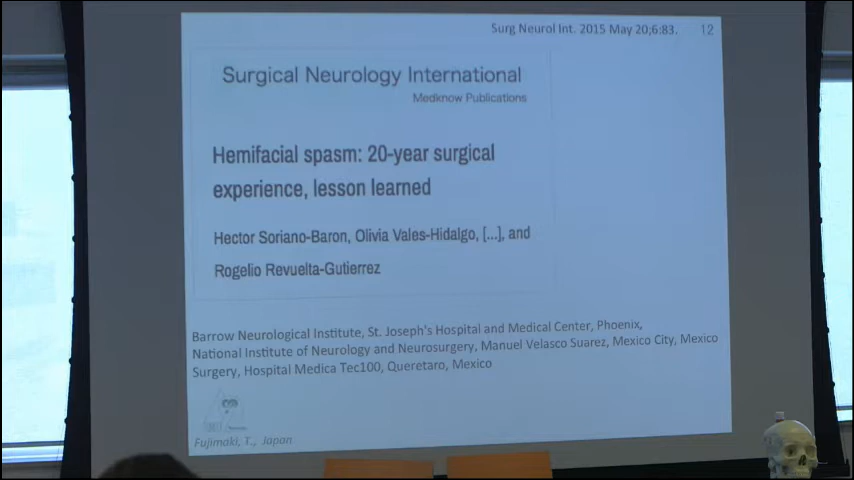 Surg Neurol Int. 2015 May 20;6:83.
12
Surgical Neurology International
Medknow Publications
Hemifacial spasm: 20-year surgical
experience, lesson learned
Hector Soriano-Baron, Olivia Vales-Hidalgo, [...], and
Rogelio Revuelta-Gutierrez
Barrow Neurological Institute, St. Joseph's Hospital and Medical Center, Phoenix,
National Institute of Neurology and Neurosurgery, Manuel Velasco Suarez, Mexico City, Mexico
Surgery, Hospital Medica Tec100, Queretaro, Mexico
Fujimaki, T., Japan